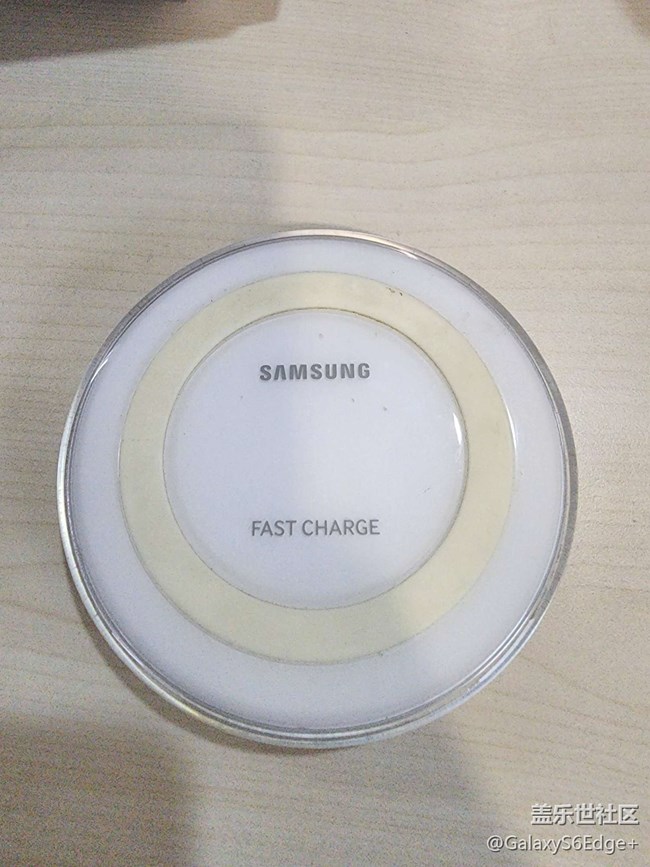 SAMSUNG
FAST CHARGE
盖乐世社区
@GalaxyS6Edge+